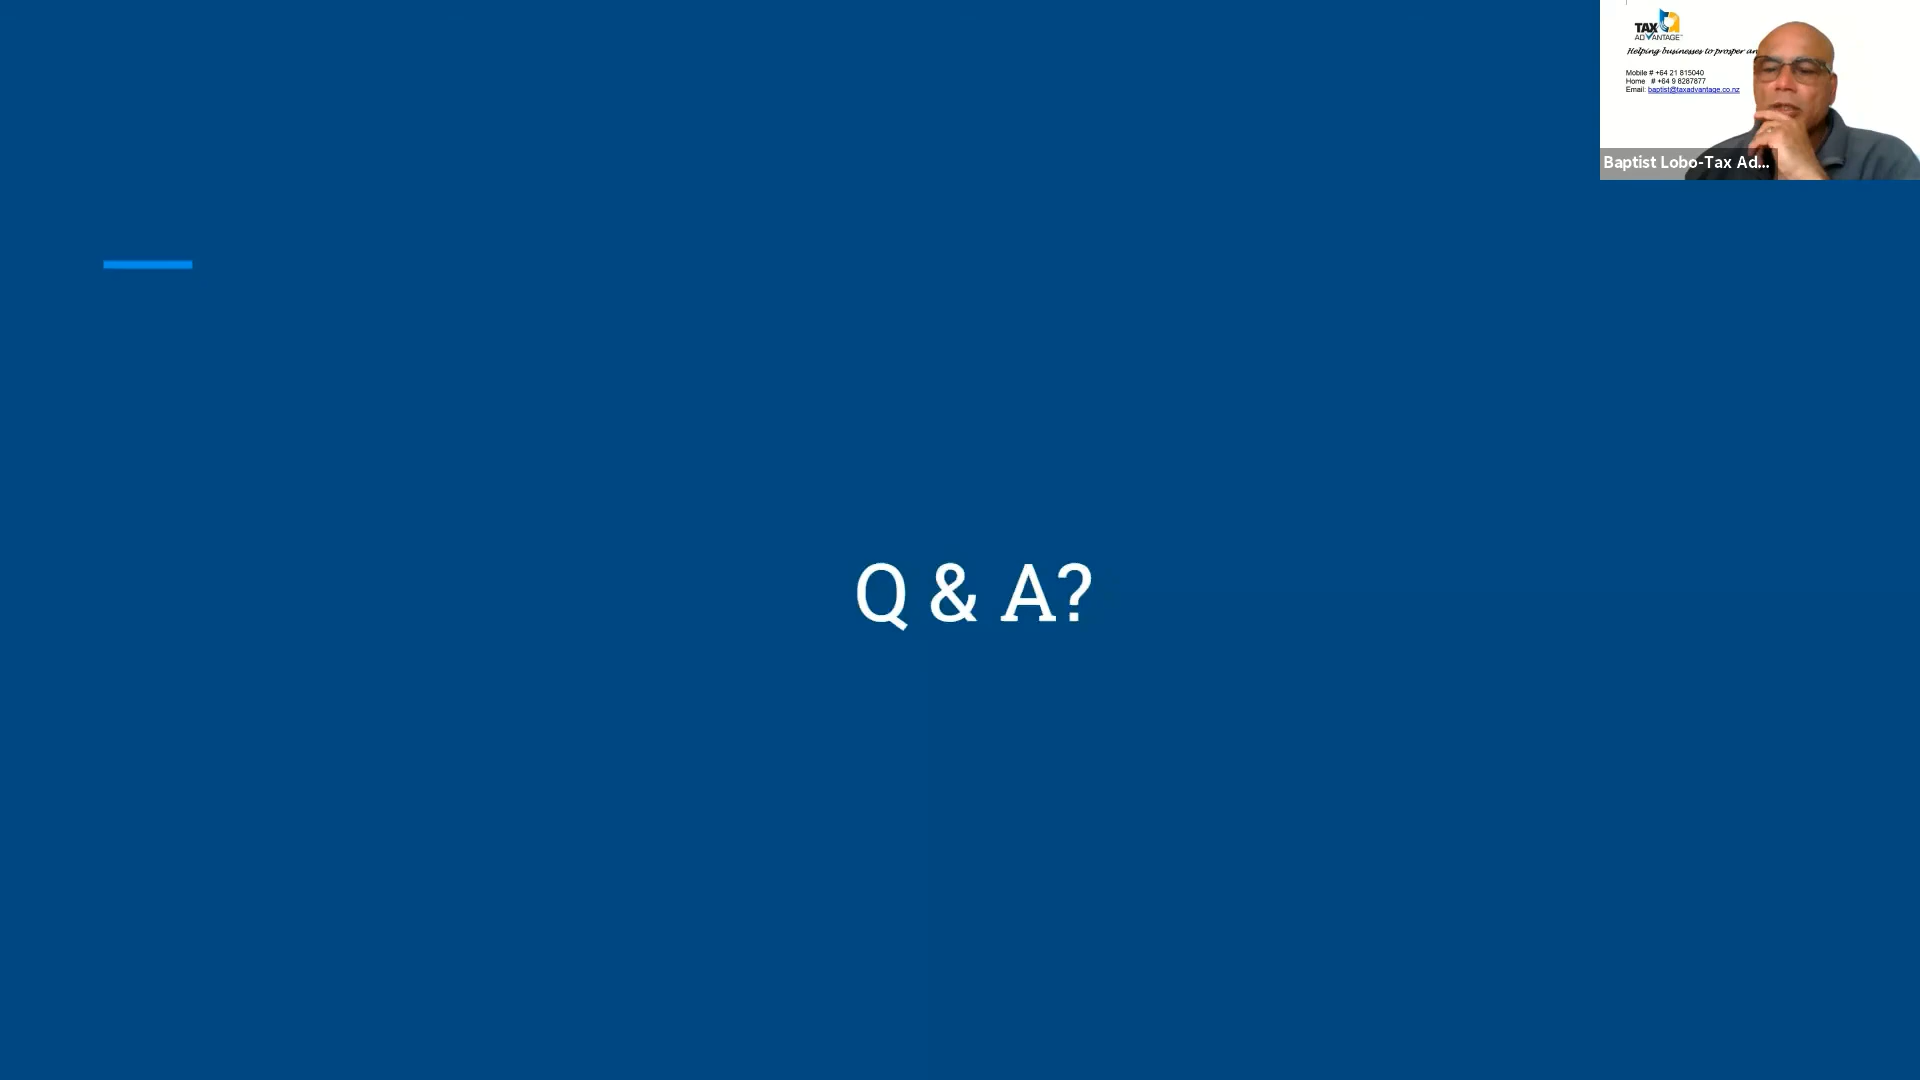 TAX
ADVANTAGE
Helping businesses to prosper an
Mobile # +64 21 815040
Home # +64 9 8287877
Email: baptist@taxadvantage.co.nz
Baptist Lobo-Tax Ad...
Q & A?